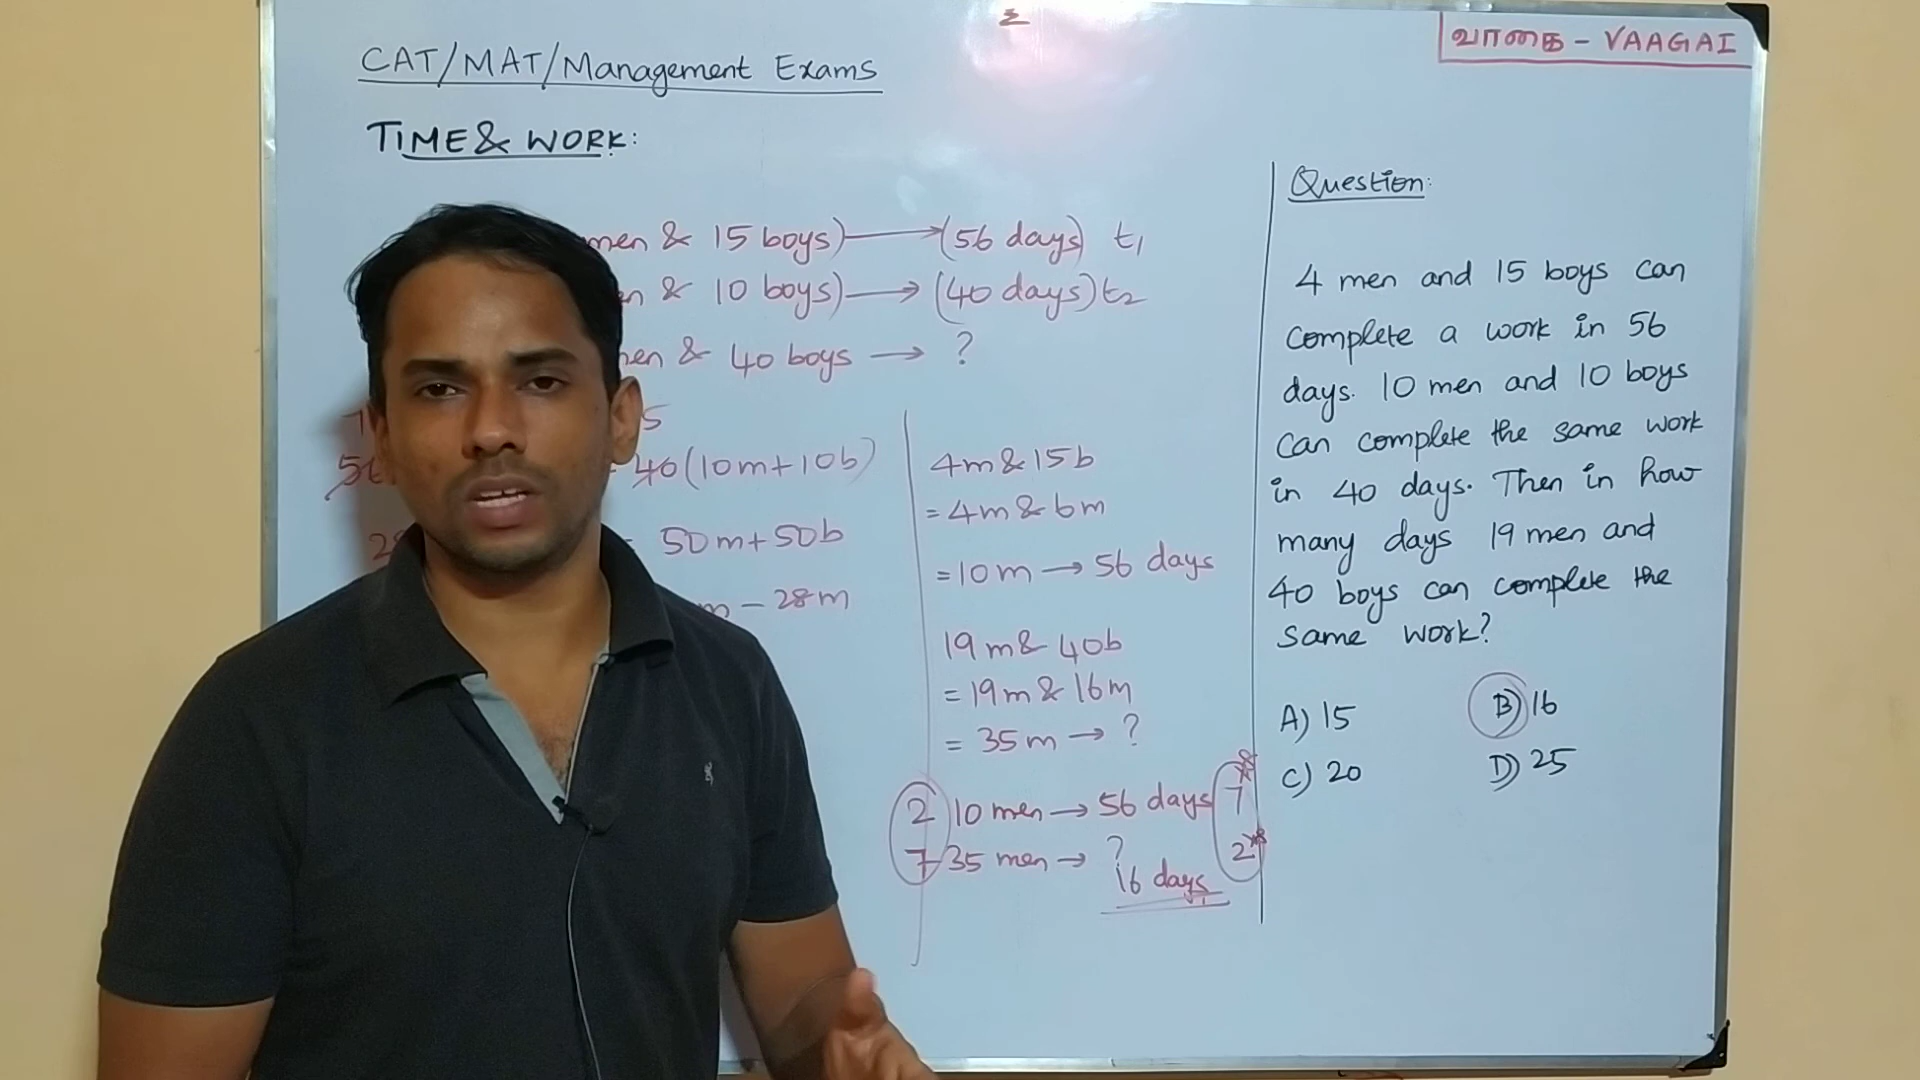 CAT/MAT/Management Exams
வாகை - VAAGAI
TIME & WORK:
men & 15 boys) → (56 days) t1
& 10 boys) → (40 days) t2
& 40 boys → ?
40(10m+10b)
50m+50b
- 28m
4m & 15b
= 4m & 6m
= 10m → 56 days
19m & 40b
= 19m & 16m
= 35m → ?
2 10 men → 56 days 7
7 35 men → ? 2
16 days
Question:
4 men and 15 boys can
complete a work in 56
days. 10 men and 10 boys
can complete the same work
in 40 days. Then in how
many days 19 men and
40 boys can complete the
same work?
A) 15 B) 16
C) 20 D) 25